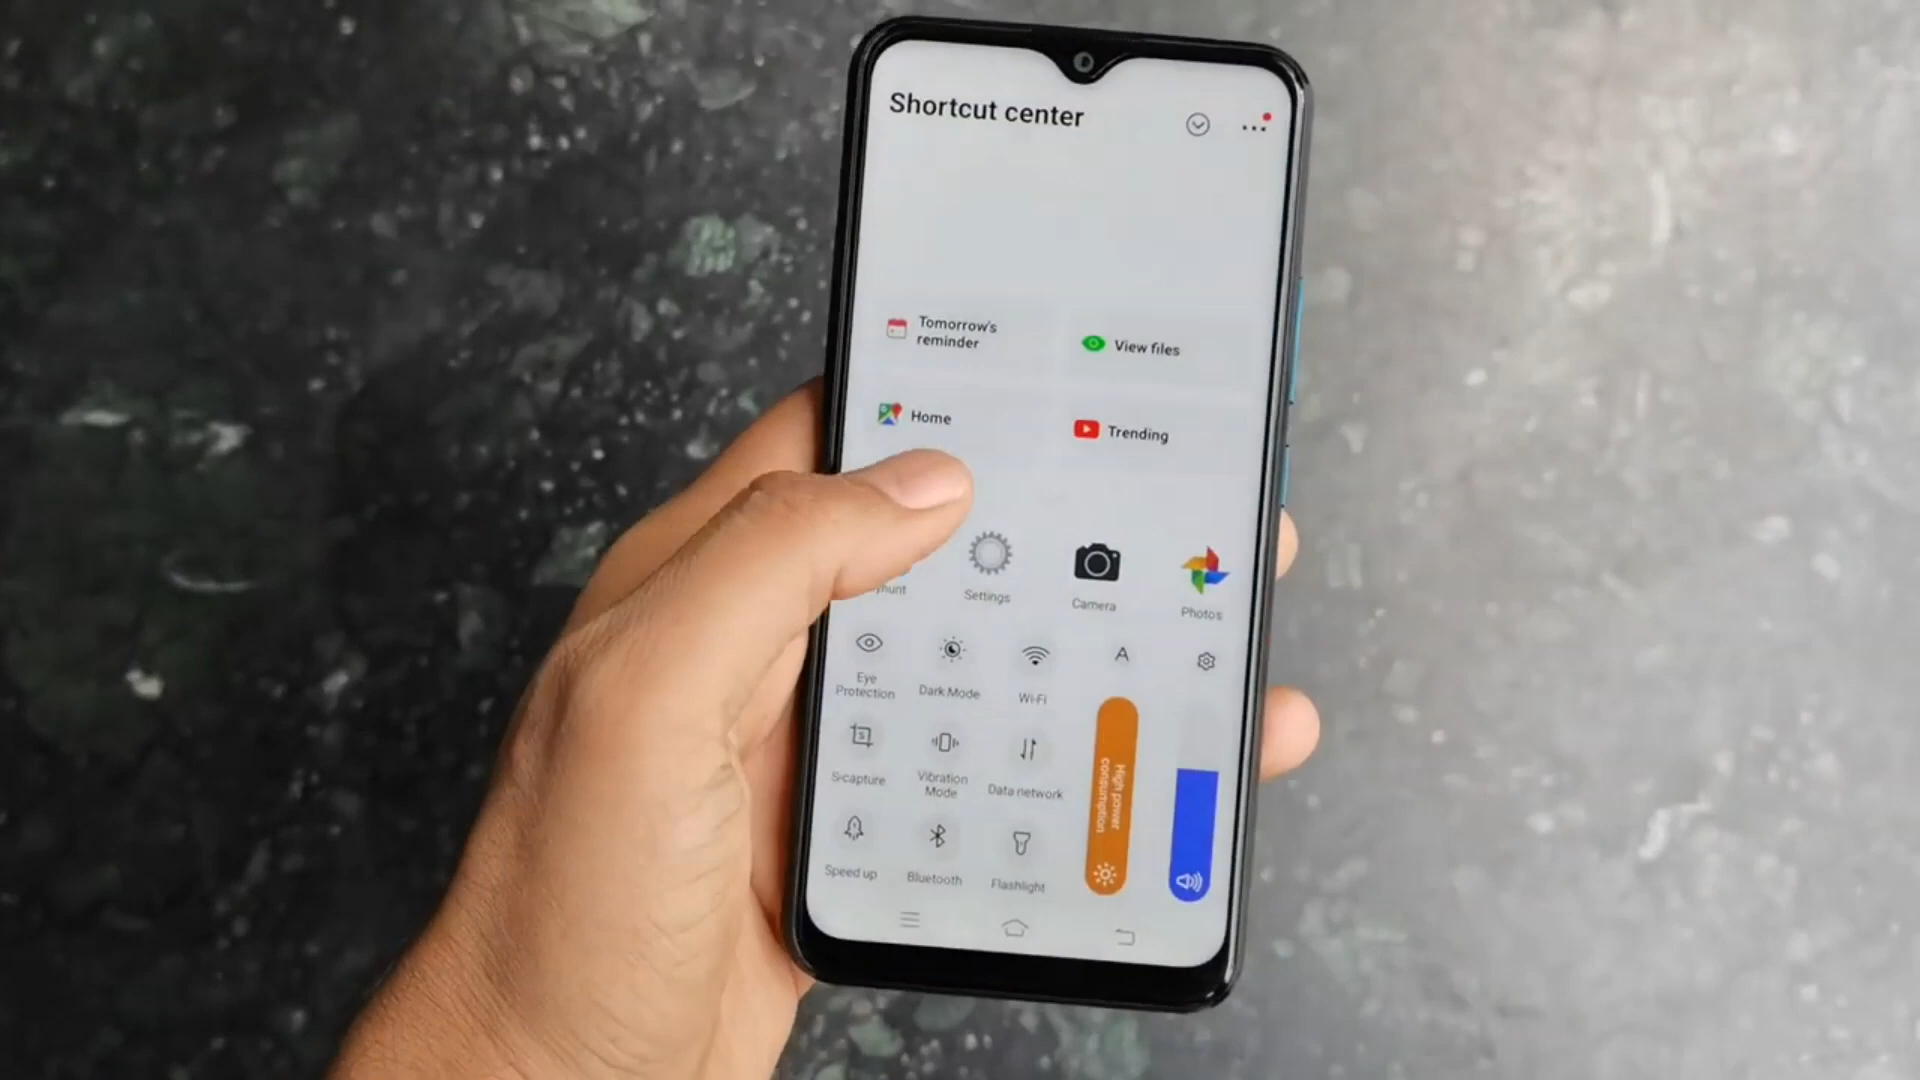 Shortcut center
Tomorrow's
reminder
View files
Home
Trending
Settings
Camera
Photos
A
Eye
Protection
Dark Mode
Wi-Fi
S-capture
Vibration
Mode
Data network
High power
consumption
Speed up
Bluetooth
Flashlight